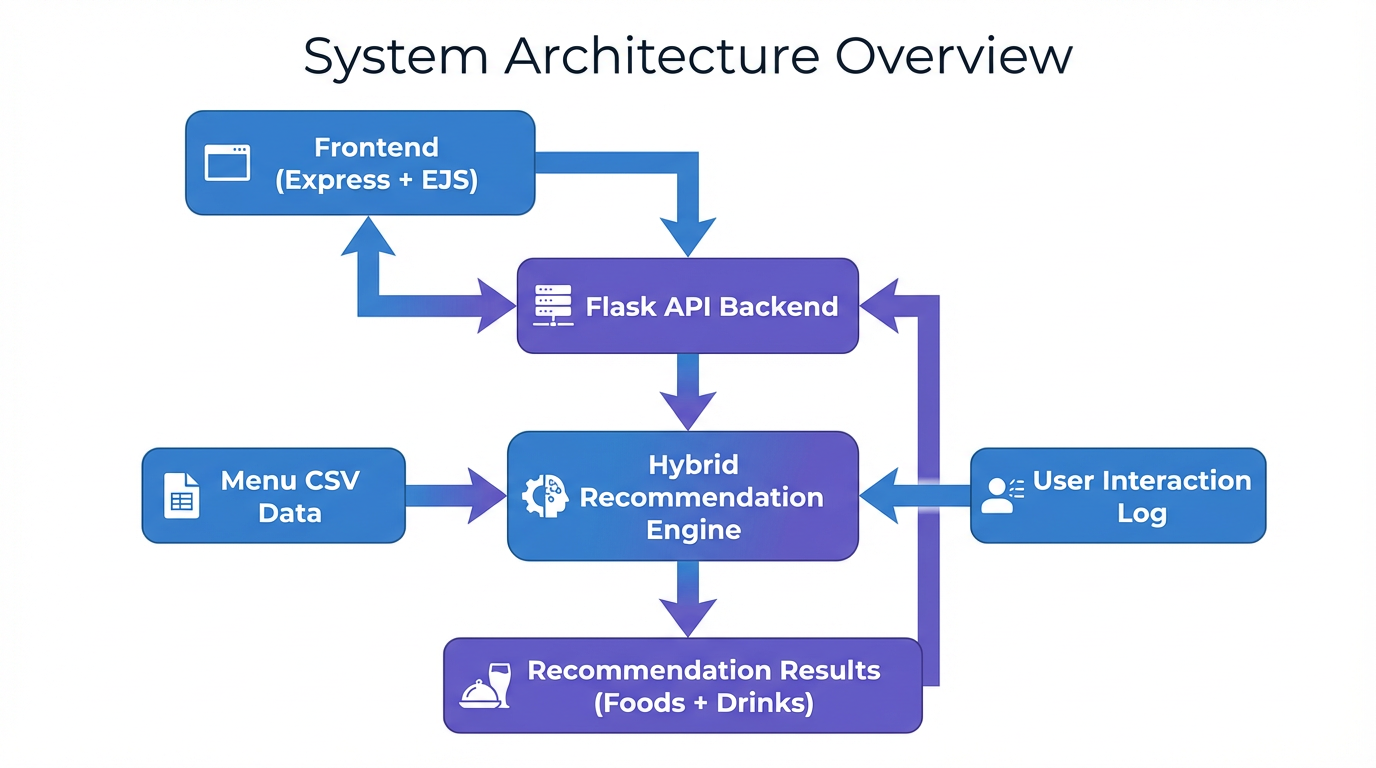 System Architecture Overview
Frontend
(Express + EJS)
Flask API Backend
Menu CSV
Data
Hybrid
Recommendation
Engine
User Interaction
Log
Recommendation Results
(Foods + Drinks)